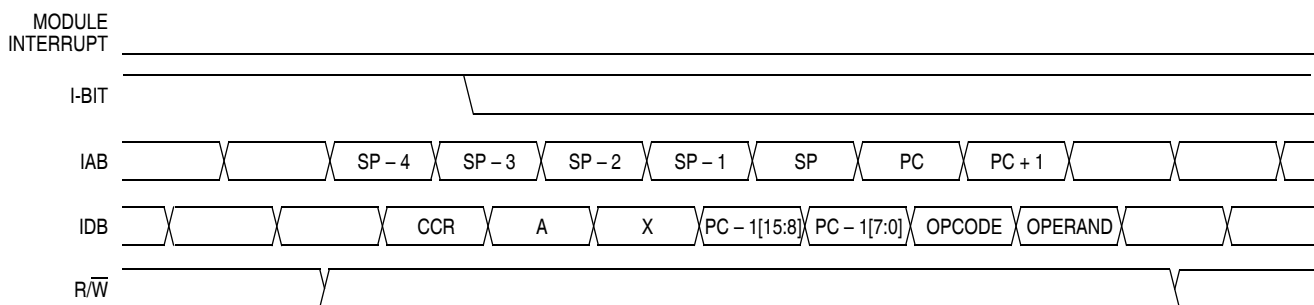 MODULE
INTERRUPT
I-BIT
IAB SP – 4 SP – 3 SP – 2 SP – 1 SP PC PC + 1
IDB CCR A X PC – 1[15:8] PC – 1[7:0] OPCODE OPERAND
R/W̅